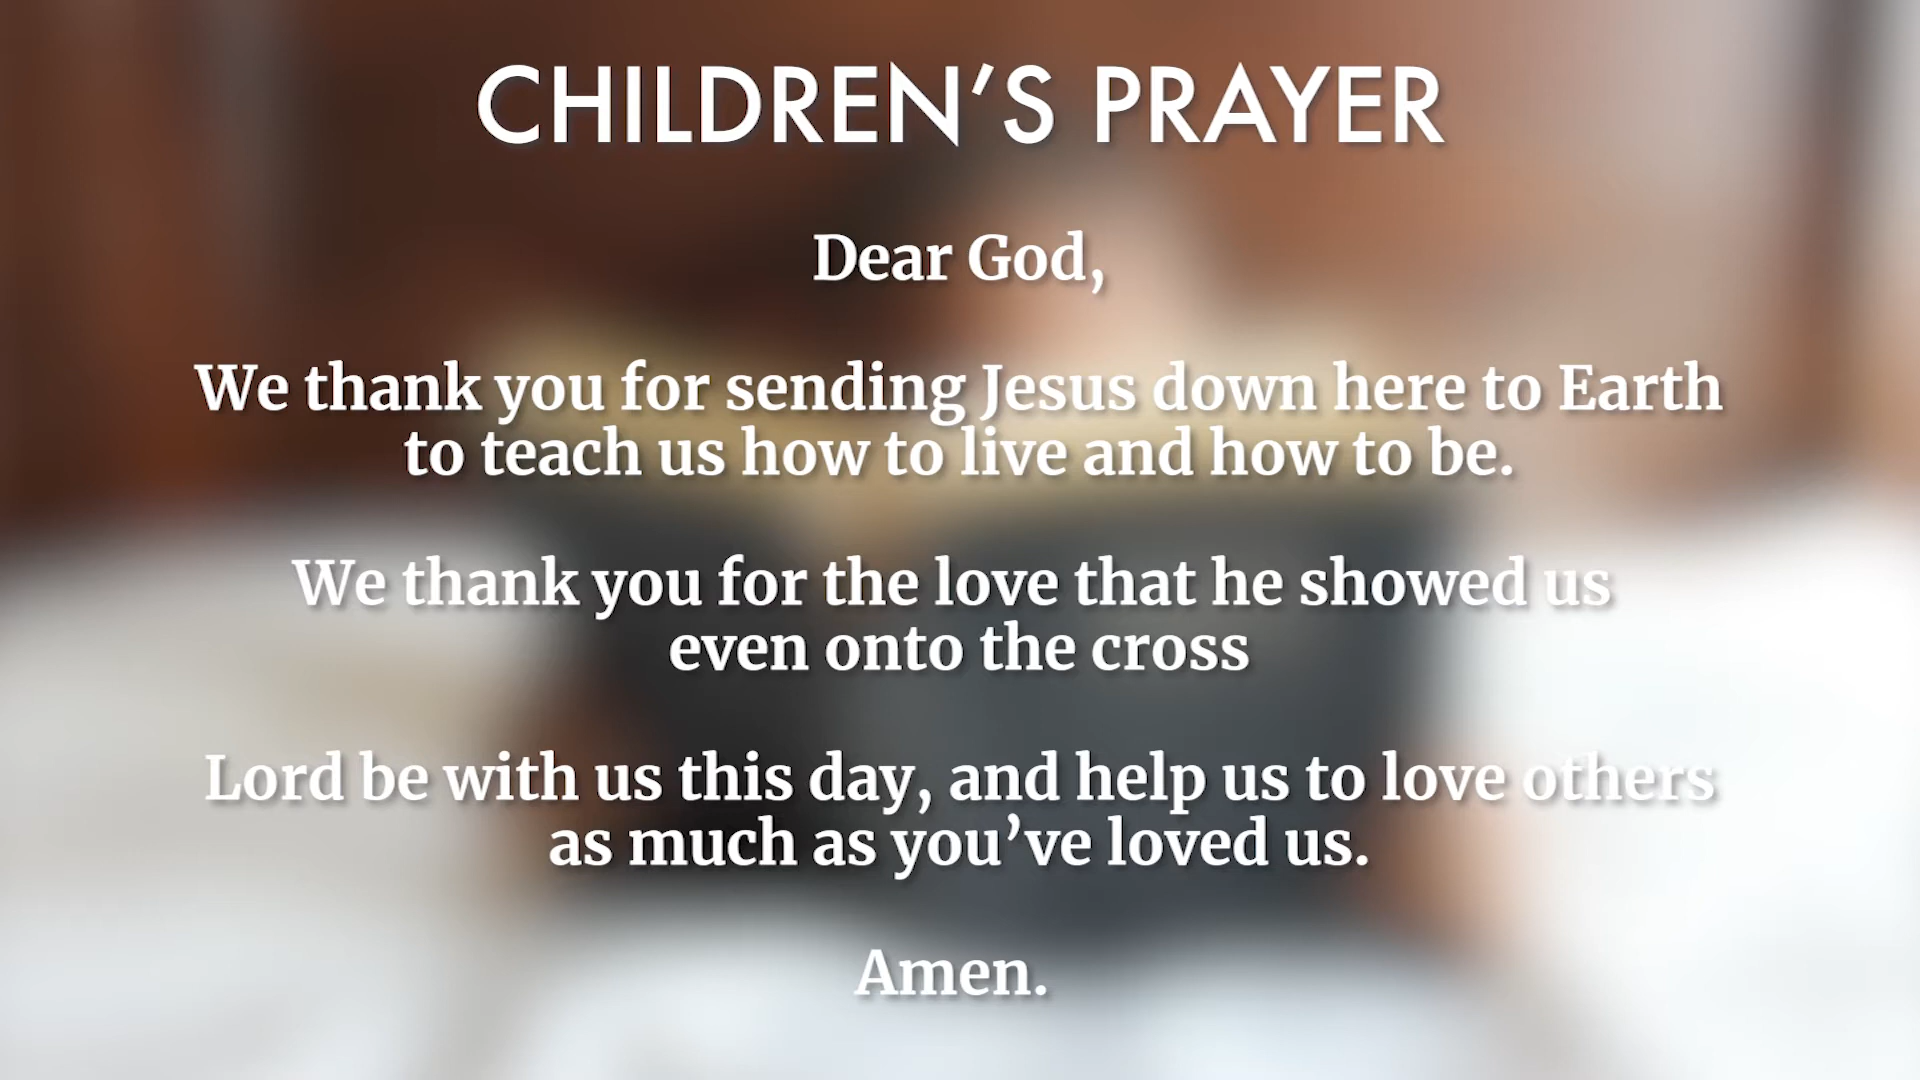 CHILDREN’S PRAYER
Dear God,
We thank you for sending Jesus down here to Earth
to teach us how to live and how to be.
We thank you for the love that he showed us
even onto the cross
Lord be with us this day, and help us to love others
as much as you’ve loved us.
Amen.